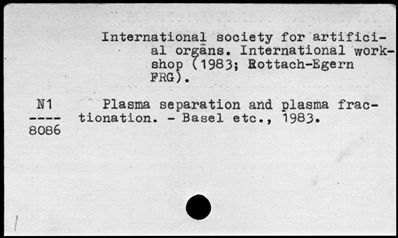 International society for artifici-
al organs. International work-
shop (1983; Rottach-Egern
FRG).
N1 Plasma separation and plasma frac-
---- tionation. - Basel etc., 1983.
8086